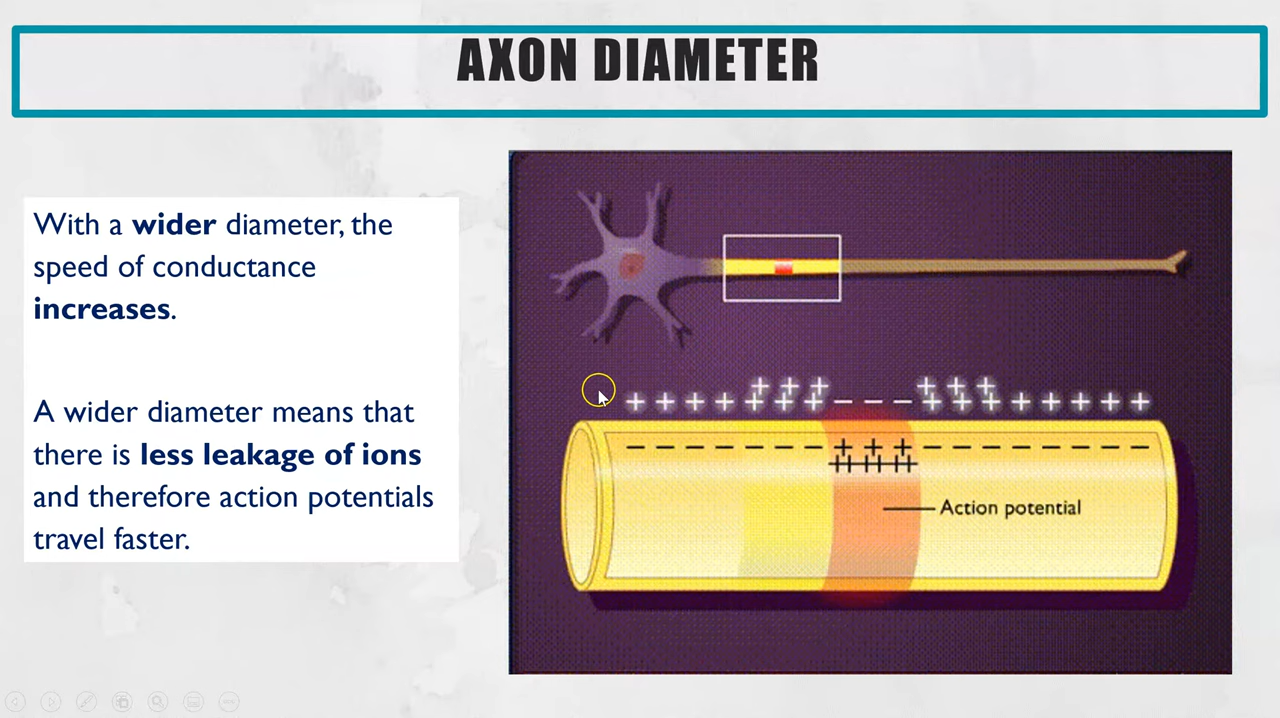 AXON DIAMETER
With a wider diameter, the
speed of conductance
increases.
A wider diameter means that
there is less leakage of ions
and therefore action potentials
travel faster.
+ + + + + +
+ + + + + + + - - - + + + + + + + +
- - - - - - - + + + - - - - - - - -
++ ++ ++
Action potential